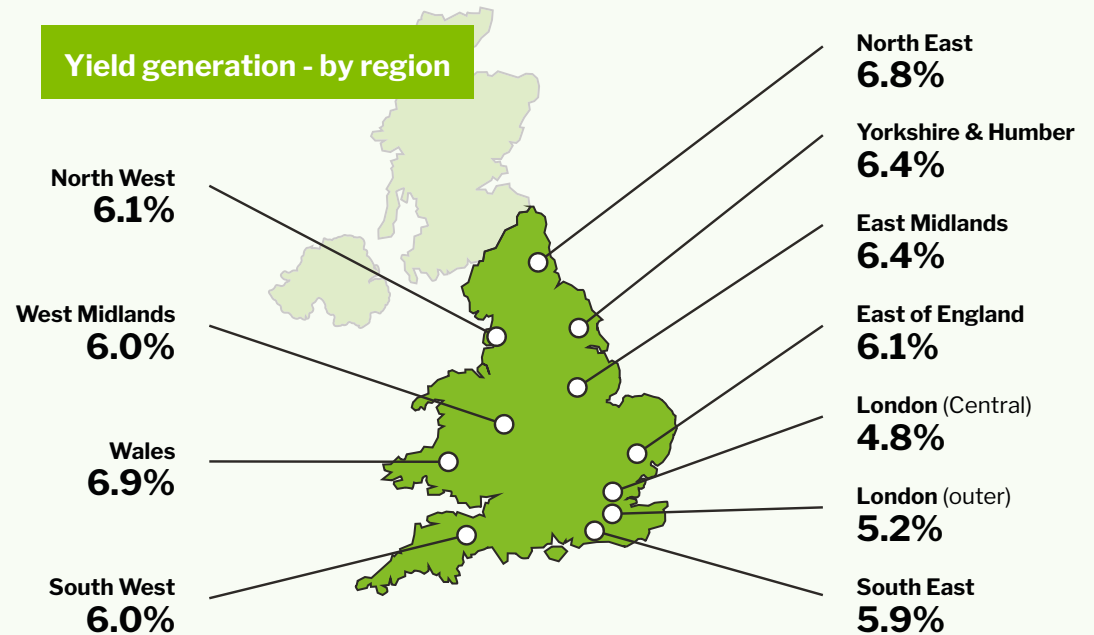 Yield generation - by region
North West
6.1%
West Midlands
6.0%
Wales
6.9%
South West
6.0%
North East
6.8%
Yorkshire & Humber
6.4%
East Midlands
6.4%
East of England
6.1%
London (Central)
4.8%
London (outer)
5.2%
South East
5.9%